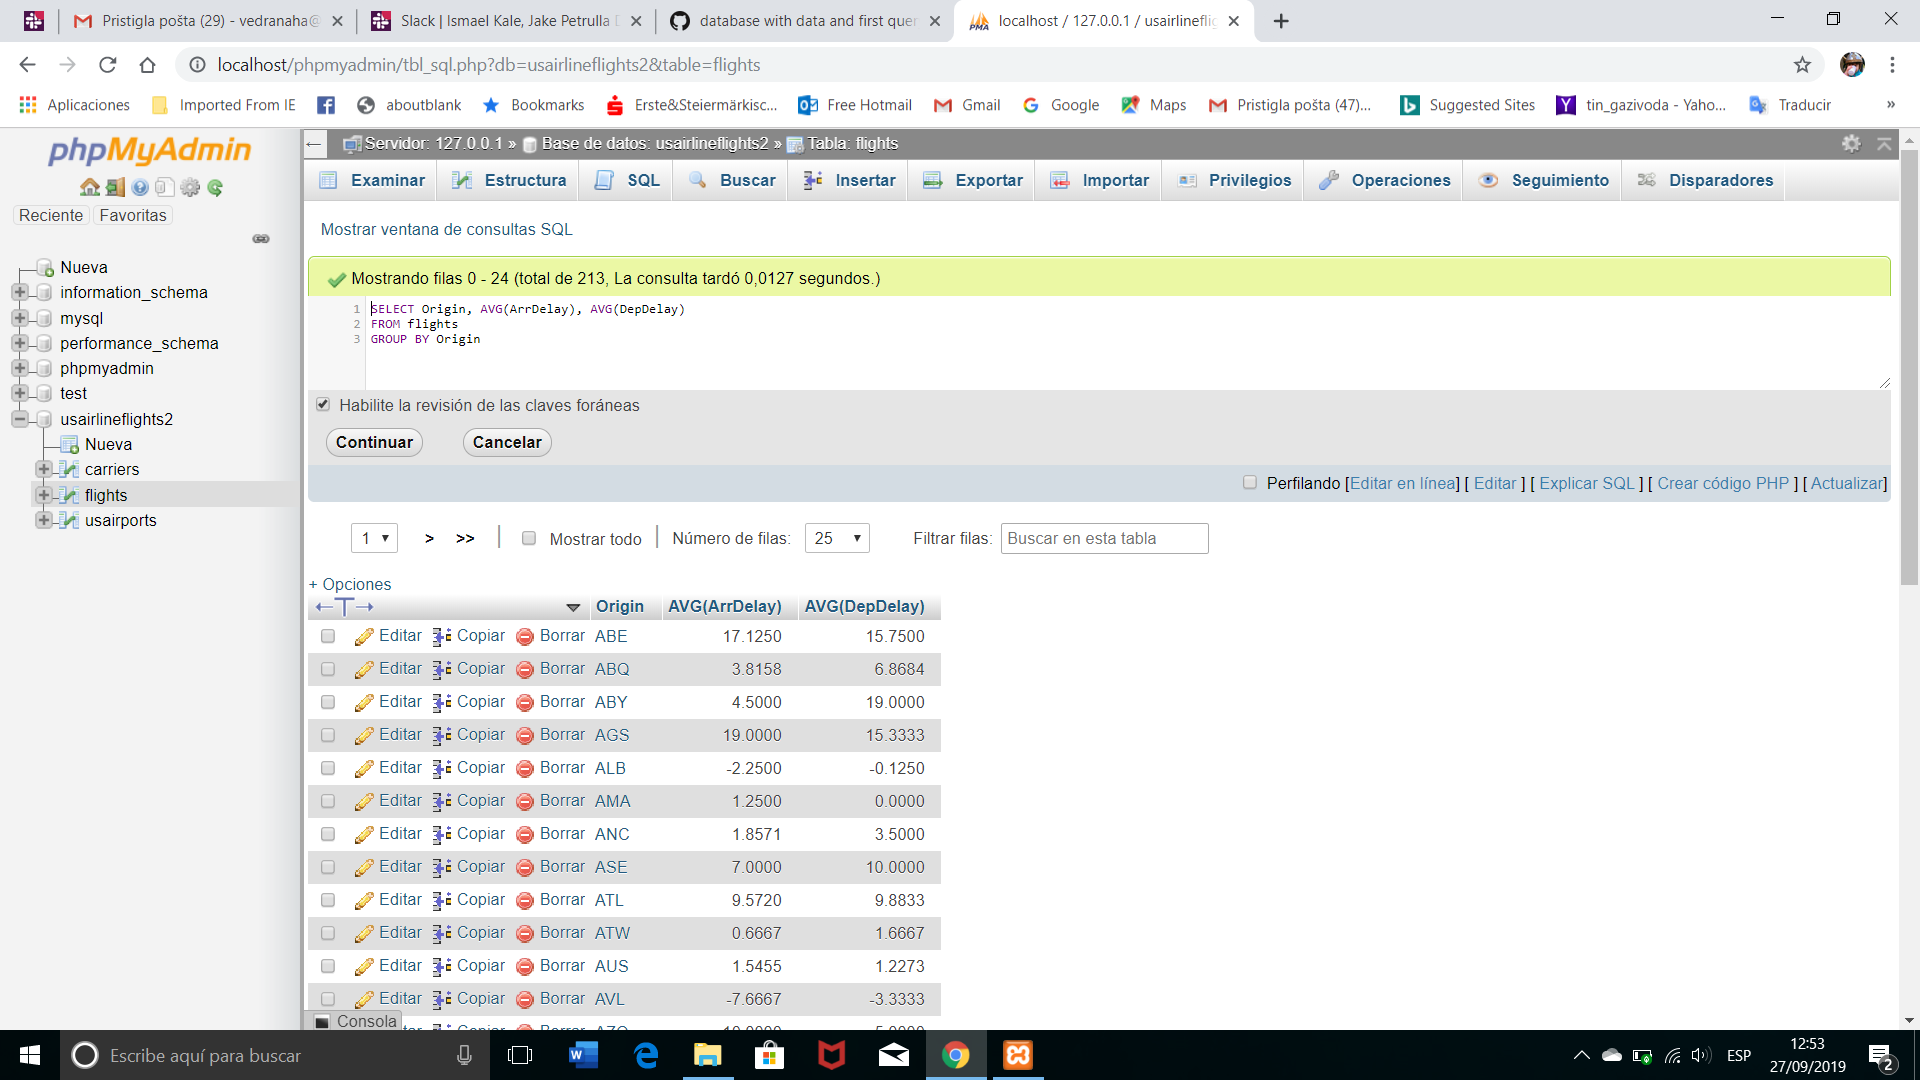 Pristigla pošta (29) - vedranaha@
Slack | Ismael Kale, Jake Petrulla
database with data and first quer
localhost / 127.0.0.1 / usairlinefli
localhost/phpmyadmin/tbl_sql.php?db=usairlineflights2&table=flights
Aplicaciones Imported From IE aboutblank Bookmarks Erste&Steiermärkisc... Free Hotmail Gmail Google Maps Pristigla pošta (47)... Suggested Sites tin_gazivoda - Yaho... Traducir »
phpMyAdmin
Reciente Favoritas
Nueva
information_schema
mysql
performance_schema
phpmyadmin
test
usairlineflights2
Nueva
carriers
flights
usairports
Servidor: 127.0.0.1 » Base de datos: usairlineflights2 » Tabla: flights
Examinar Estructura SQL Buscar Insertar Exportar Importar Privilegios Operaciones Seguimiento Disparadores
Mostrar ventana de consultas SQL
Mostrando filas 0 - 24 (total de 213, La consulta tardó 0,0127 segundos.)
1 SELECT Origin, AVG(ArrDelay), AVG(DepDelay)
2 FROM flights
3 GROUP BY Origin
Habilite la revisión de las claves foráneas
Continuar Cancelar
Perfilando [Editar en línea] [ Editar ] [ Explicar SQL ] [ Crear código PHP ] [ Actualizar]
1 > >> Mostrar todo Número de filas: 25 Filtrar filas: Buscar en esta tabla
+ Opciones
←T→ Origin AVG(ArrDelay) AVG(DepDelay)
Editar Copiar Borrar ABE 17.1250 15.7500
Editar Copiar Borrar ABQ 3.8158 6.8684
Editar Copiar Borrar ABY 4.5000 19.0000
Editar Copiar Borrar AGS 19.0000 15.3333
Editar Copiar Borrar ALB -2.2500 -0.1250
Editar Copiar Borrar AMA 1.2500 0.0000
Editar Copiar Borrar ANC 1.8571 3.5000
Editar Copiar Borrar ASE 7.0000 10.0000
Editar Copiar Borrar ATL 9.5720 9.8833
Editar Copiar Borrar ATW 0.6667 1.6667
Editar Copiar Borrar AUS 1.5455 1.2273
Editar Copiar Borrar AVL -7.6667 -3.3333
Consola
Escribe aquí para buscar
ESP
12:53
27/09/2019
2